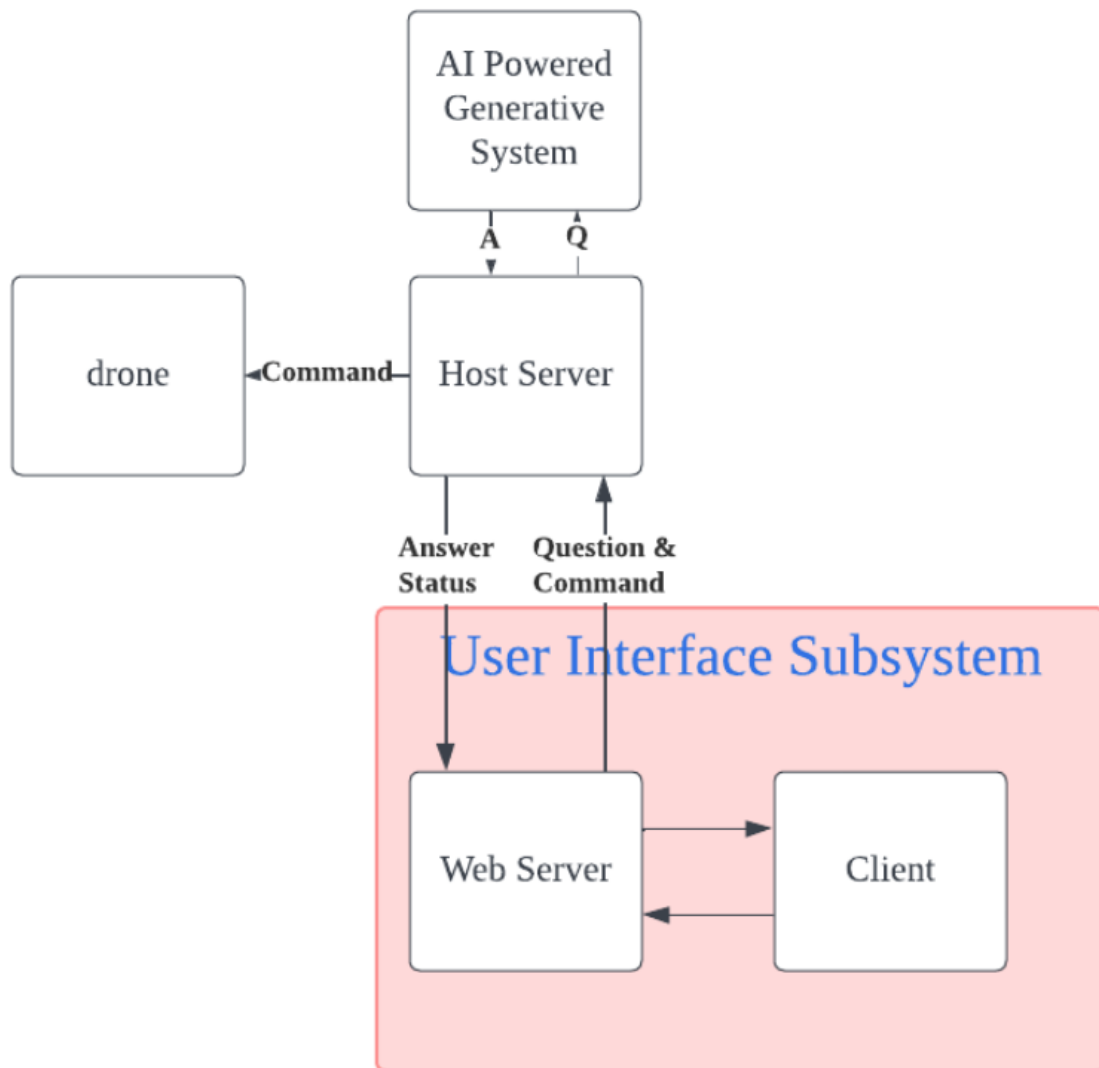 AI Powered
Generative
System
A
Q
drone
Command
Host Server
Answer
Status
Question &
Command
User Interface Subsystem
Web Server
Client